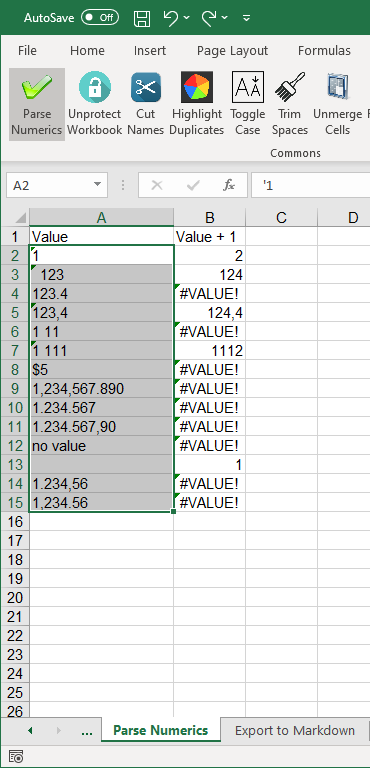 AutoSave Off
File Home Insert Page Layout Formulas
Parse Numerics Unprotect Workbook Cut Names Highlight Duplicates Toggle Case Trim Spaces Unmerge Cells
Commons
A2 fx '1
A B C D
1 Value Value + 1
2 1 2
3 123 124
4 123.4 #VALUE!
5 123,4 124,4
6 1 11 #VALUE!
7 1 111 1112
8 $5 #VALUE!
9 1,234,567.890 #VALUE!
10 1.234.567 #VALUE!
11 1.234.567,90 #VALUE!
12 no value #VALUE!
13 1
14 1.234,56 #VALUE!
15 1,234.56 #VALUE!
16
17
18
19
20
21
22
23
24
25
26
... Parse Numerics Export to Markdown